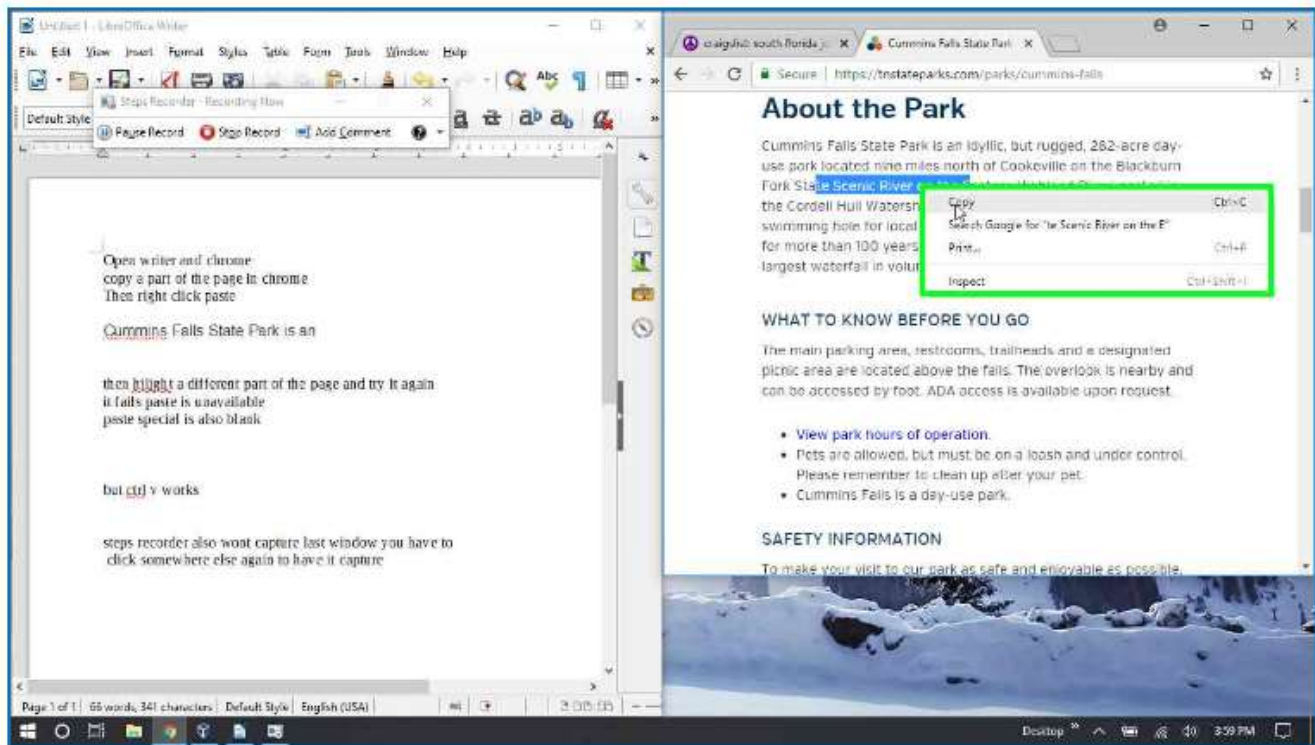 Untitled 1 - LibreOffice Writer
File Edit View Insert Format Styles Table Form Tools Window Help
Steps Recorder - Recording Now
Default Style
Pause Record Stop Record Add Comment
Open writer and chrome
copy a part of the page in chrome
Then right click paste
Cummins Falls State Park is an
then hilight a different part of the page and try it again
it fails paste is unavailable
paste special is also blank
but ctrl v works
steps recorder also wont capture last window you have to
click somewhere else again to have it capture
Page 1 of 1 66 words, 341 characters Default Style English (USA)
craigslist: south florida Cummins Falls State Park
Secure https://tnstateparks.com/parks/cummins-falls
About the Park
Cummins Falls State Park is an idyllic, but rugged, 282-acre day-
use park located nine miles north of Cookeville on the Blackburn
Fork State Scenic River on the
the Cordell Hull
swimming hole for local
for more than 100 years
largest waterfall in
Copy Ctrl+C
Search Google for "te Scenic River on the E"
Print... Ctrl+P
Inspect Ctrl+Shift+I
WHAT TO KNOW BEFORE YOU GO
The main parking area, restrooms, trailheads and a designated
picnic area are located above the falls. The overlook is nearby and
can be accessed by foot. ADA access is available upon request.
• View park hours of operation.
• Pets are allowed, but must be on a leash and under control.
Please remember to clean up after your pet.
• Cummins Falls is a day-use park.
SAFETY INFORMATION
To make your visit to our park as safe and enjoyable as possible,
Desktop 3:59 PM